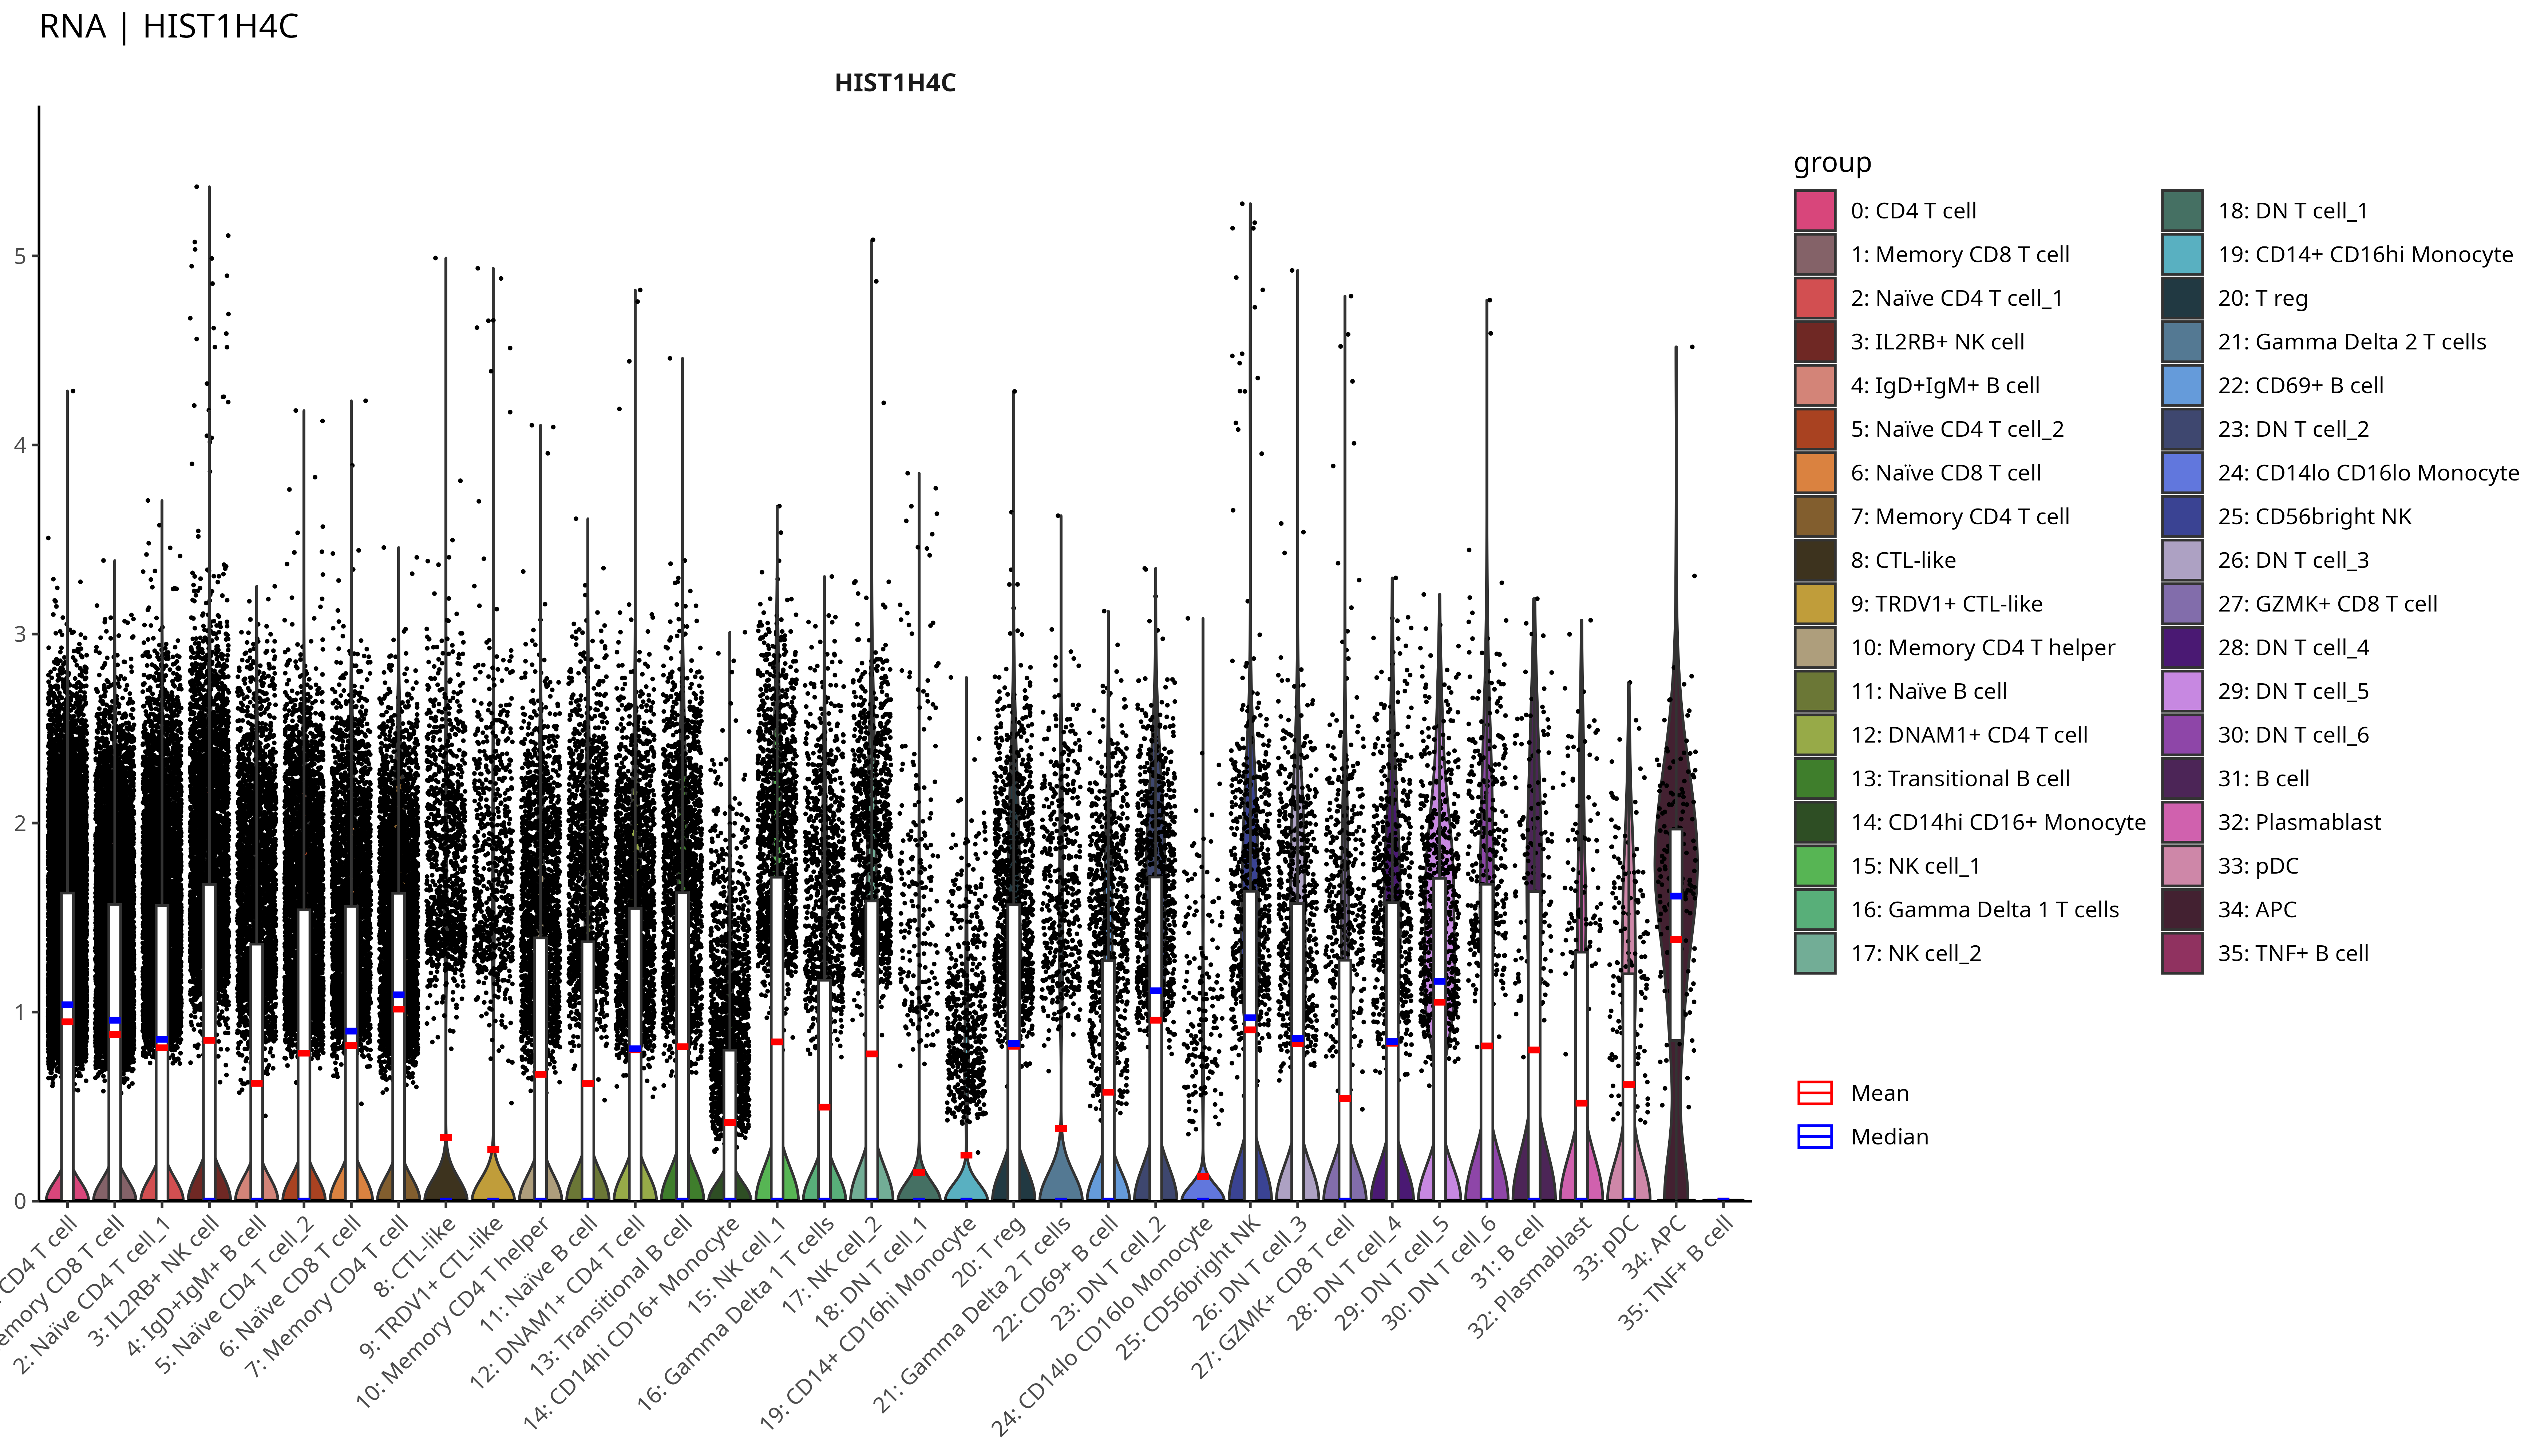 RNA | HIST1H4C
HIST1H4C
5
4
3
2
1
0
CD4 T cell
Memory CD8 T cell
2: Naïve CD4 T cell_1
3: IL2RB+ NK cell
4: IgD+IgM+ B cell
5: Naïve CD4 T cell_2
6: Naïve CD8 T cell
7: Memory CD4 T cell
8: CTL-like
9: TRDV1+ CTL-like
10: Memory CD4 T helper
11: Naïve B cell
12: DNAM1+ CD4 T cell
13: Transitional B cell
14: CD14hi CD16+ Monocyte
15: NK cell_1
16: Gamma Delta 1 T cells
17: NK cell_2
18: DN T cell_1
19: CD14+ CD16hi Monocyte
20: T reg
21: Gamma Delta 2 T cells
22: CD69+ B cell
23: DN T cell_2
24: CD14lo CD16lo Monocyte
25: CD56bright NK
26: DN T cell_3
27: GZMK+ CD8 T cell
28: DN T cell_4
29: DN T cell_5
30: DN T cell_6
31: B cell
32: Plasmablast
33: pDC
34: APC
35: TNF+ B cell
group
0: CD4 T cell
1: Memory CD8 T cell
2: Naïve CD4 T cell_1
3: IL2RB+ NK cell
4: IgD+IgM+ B cell
5: Naïve CD4 T cell_2
6: Naïve CD8 T cell
7: Memory CD4 T cell
8: CTL-like
9: TRDV1+ CTL-like
10: Memory CD4 T helper
11: Naïve B cell
12: DNAM1+ CD4 T cell
13: Transitional B cell
14: CD14hi CD16+ Monocyte
15: NK cell_1
16: Gamma Delta 1 T cells
17: NK cell_2
18: DN T cell_1
19: CD14+ CD16hi Monocyte
20: T reg
21: Gamma Delta 2 T cells
22: CD69+ B cell
23: DN T cell_2
24: CD14lo CD16lo Monocyte
25: CD56bright NK
26: DN T cell_3
27: GZMK+ CD8 T cell
28: DN T cell_4
29: DN T cell_5
30: DN T cell_6
31: B cell
32: Plasmablast
33: pDC
34: APC
35: TNF+ B cell
Mean
Median